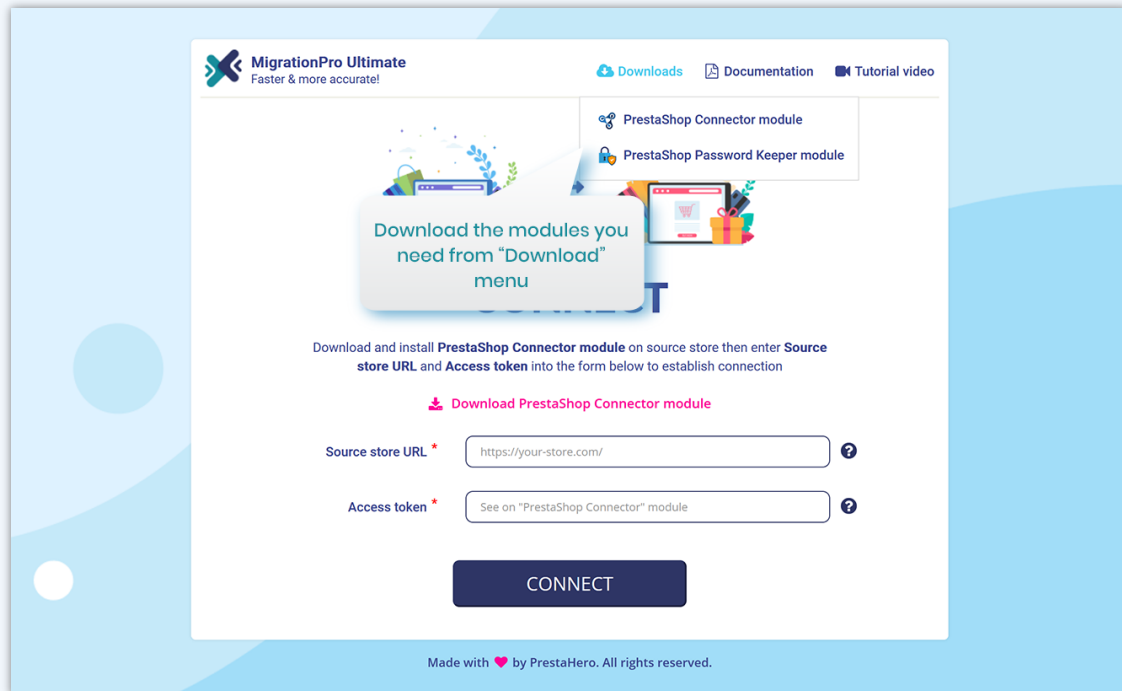 MigrationPro Ultimate
Faster & more accurate!
Downloads
Documentation
Tutorial video
PrestaShop Connector module
PrestaShop Password Keeper module
Download the modules you
need from “Download”
menu
Download and install PrestaShop Connector module on source store then enter Source
store URL and Access token into the form below to establish connection
Download PrestaShop Connector module
Source store URL *
https://your-store.com/
Access token *
See on "PrestaShop Connector" module
CONNECT
Made with ❤ by PrestaHero. All rights reserved.